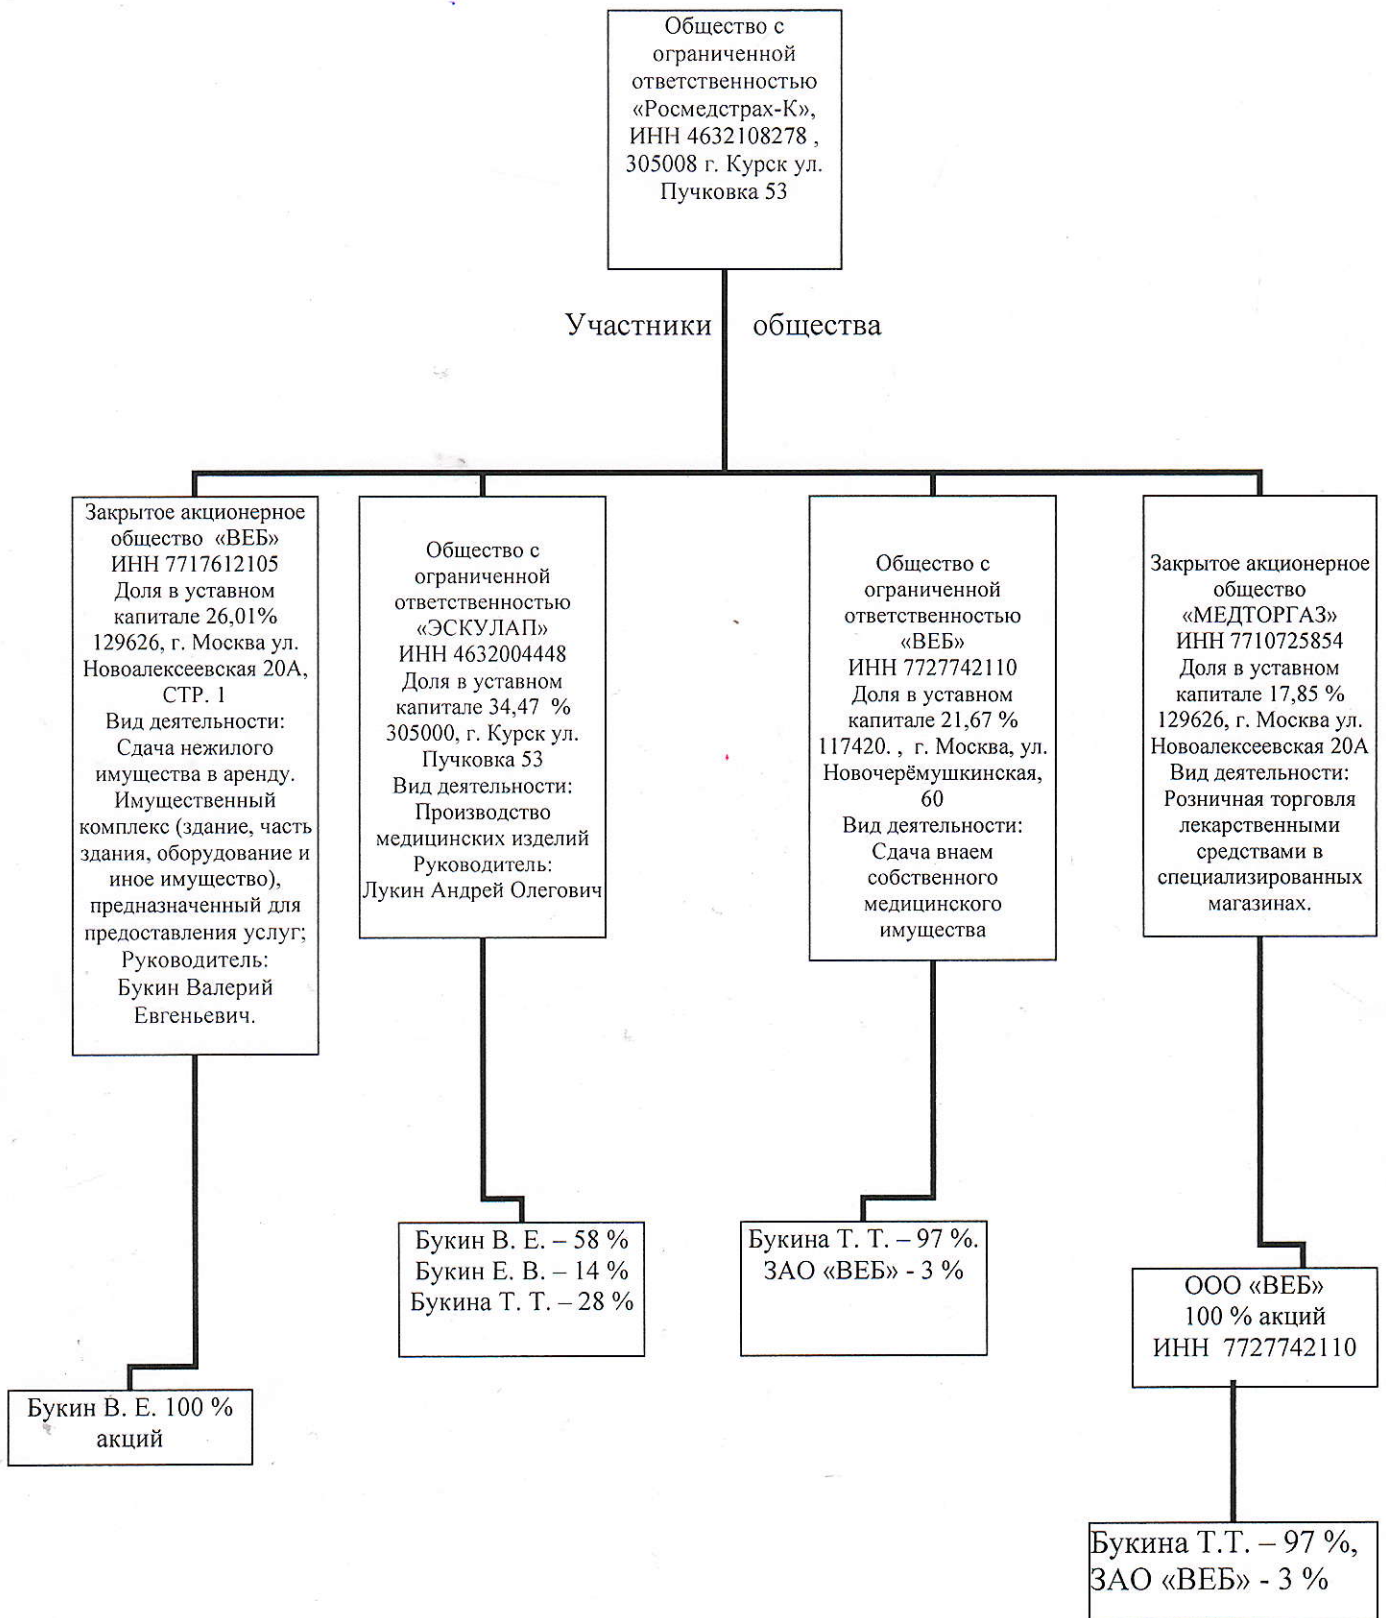 Общество с
ограниченной
ответственностью
«Росмедстрах-К»,
ИНН 4632108278 ,
305008 г. Курск ул.
Пучковка 53
Участники общества
Закрытое акционерное
общество «ВЕБ»
ИНН 7717612105
Доля в уставном
капитале 26,01%
129626, г. Москва ул.
Новоалексеевская 20А,
СТР. 1
Вид деятельности:
Сдача нежилого
имущества в аренду.
Имущественный
комплекс (здание, часть
здания, оборудование и
иное имущество),
предназначенный для
предоставления услуг;
Руководитель:
Букин Валерий
Евгеньевич.
Общество с
ограниченной
ответственностью
«ЭСКУЛАП»
ИНН 4632004448
Доля в уставном
капитале 34,47 %
305000, г. Курск ул.
Пучковка 53
Вид деятельности:
Производство
медицинских изделий
Руководитель:
Лукин Андрей Олегович
Общество с
ограниченной
ответственностью
«ВЕБ»
ИНН 7727742110
Доля в уставном
капитале 21,67 %
117420. , г. Москва, ул.
Новочерёмушкинская,
60
Вид деятельности:
Сдача внаем
собственного
медицинского
имущества
Закрытое акционерное
общество
«МЕДТОРГАЗ»
ИНН 7710725854
Доля в уставном
капитале 17,85 %
129626, г. Москва ул.
Новоалексеевская 20А
Вид деятельности:
Розничная торговля
лекарственными
средствами в
специализированных
магазинах.
Букин В. Е. 100 %
акций
Букин В. Е. – 58 %
Букин Е. В. – 14 %
Букина Т. Т. – 28 %
Букина Т. Т. – 97 %.
ЗАО «ВЕБ» - 3 %
ООО «ВЕБ»
100 % акций
ИНН 7727742110
Букина Т.Т. – 97 %,
ЗАО «ВЕБ» - 3 %